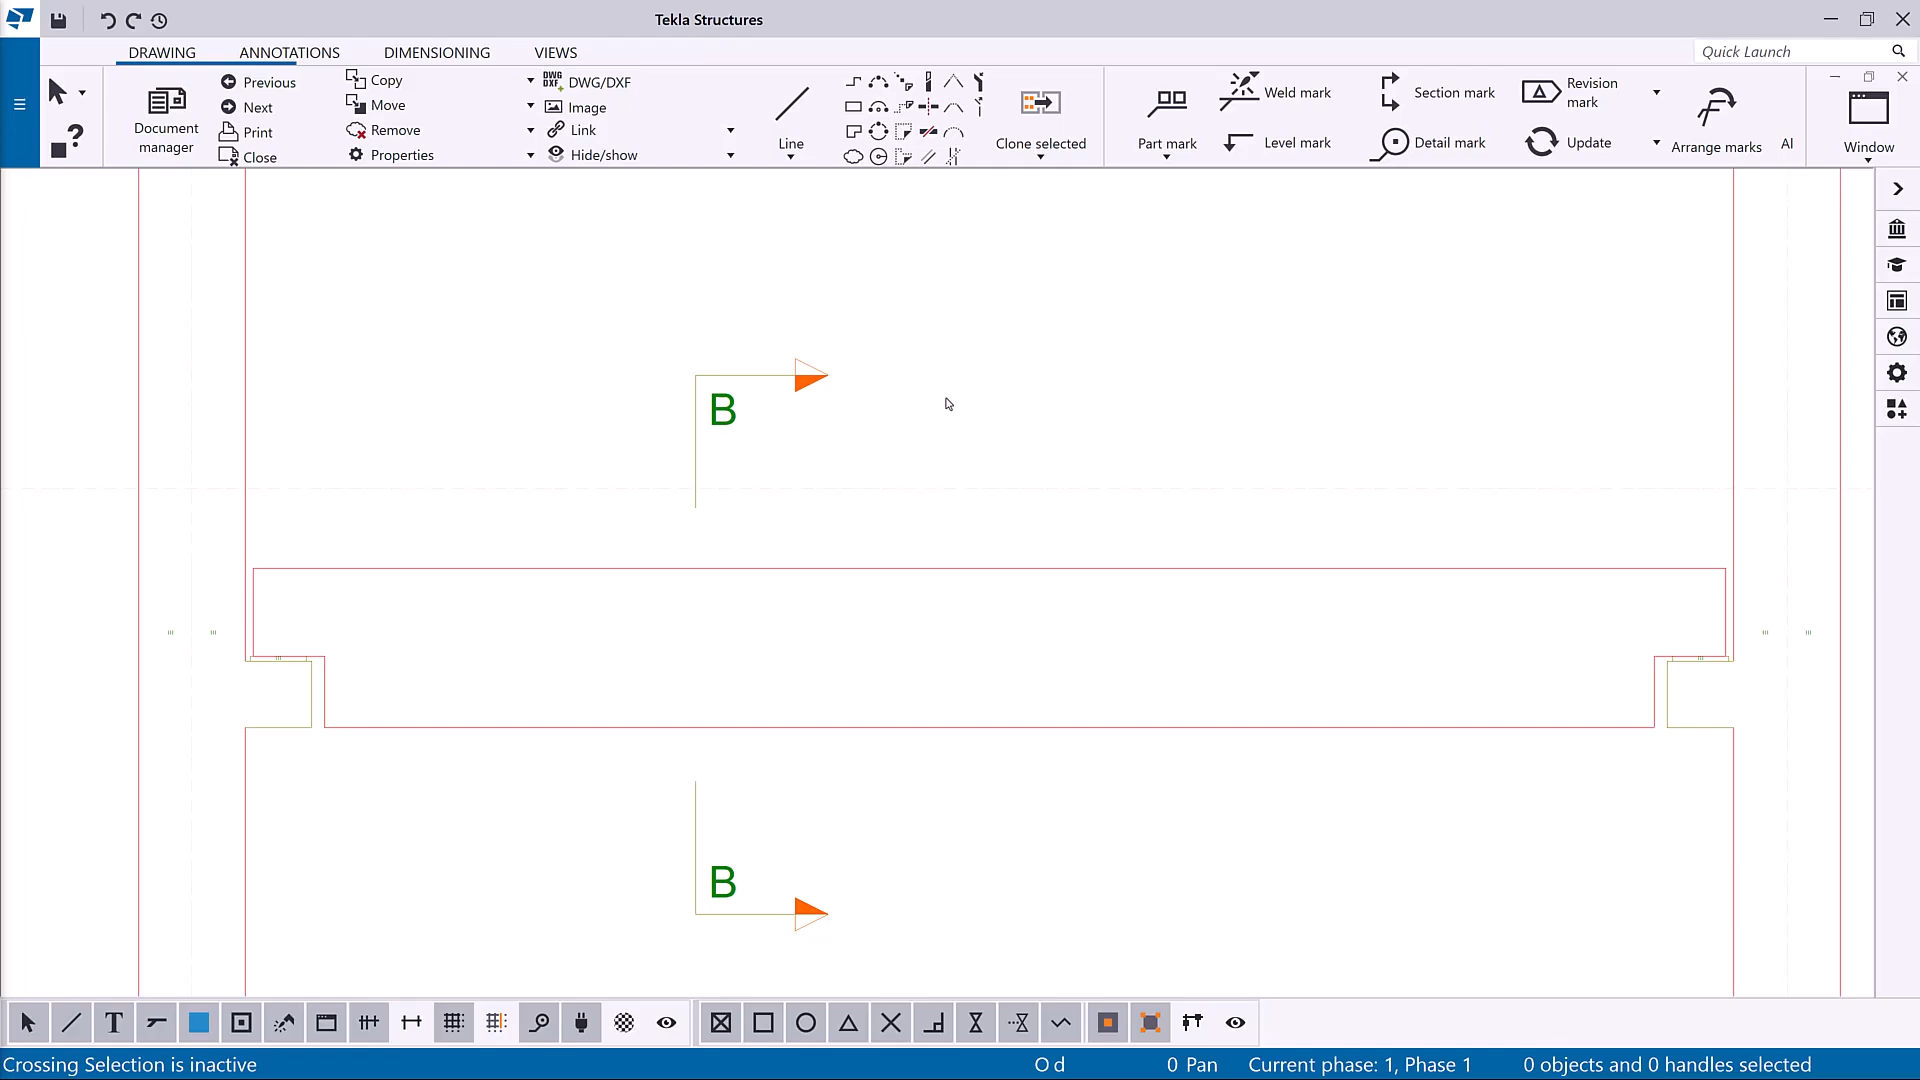 Tekla Structures
DRAWING ANNOTATIONS DIMENSIONING VIEWS
Quick Launch
Document manager
Previous
Next
Print
Close
Copy
Move
Remove
Properties
DWG/DXF
Image
Link
Hide/show
Line
Clone selected
Part mark
Weld mark
Level mark
Section mark
Detail mark
Revision mark
Update
Arrange marks
Al
Window
B
B
Crossing Selection is inactive
O d
0 Pan
Current phase: 1, Phase 1
0 objects and 0 handles selected